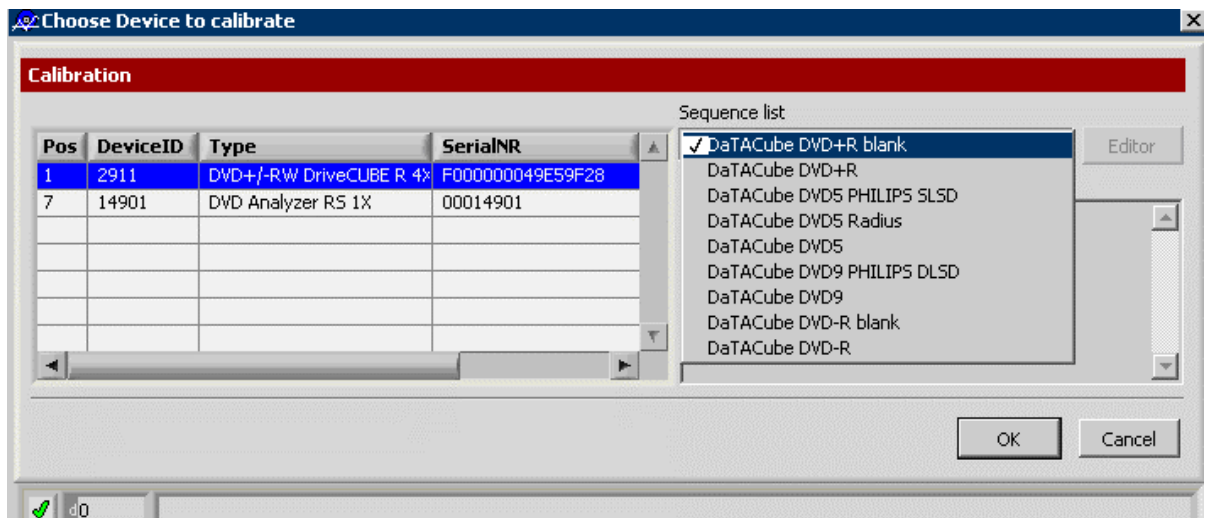 Choose Device to calibrate
Calibration
Sequence list
Pos DeviceID Type SerialNR
1 2911 DVD+/-RW DriveCUBE R 4X F000000049E59F28
7 14901 DVD Analyzer RS 1X 00014901
DaTACube DVD+R blank
DaTACube DVD+R
DaTACube DVD5 PHILIPS SLSD
DaTACube DVD5 Radius
DaTACube DVD5
DaTACube DVD9 PHILIPS DLSD
DaTACube DVD9
DaTACube DVD-R blank
DaTACube DVD-R
Editor
OK Cancel
d0